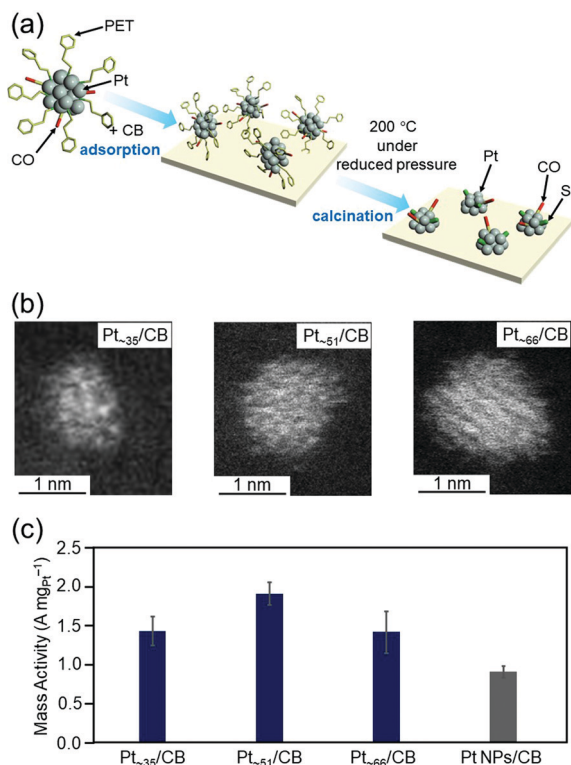 (a)
PET
Pt
+ CB
adsorption
CO
200 °C
under
reduced pressure
calcination
Pt
CO
S
(b)
Pt~35/CB
Pt~51/CB
Pt~66/CB
1 nm
1 nm
1 nm
(c)
Mass Activity (A mgPt⁻¹)
2.5
2.0
1.5
1.0
0.5
0.0
Pt~35/CB
Pt~51/CB
Pt~66/CB
Pt NPs/CB